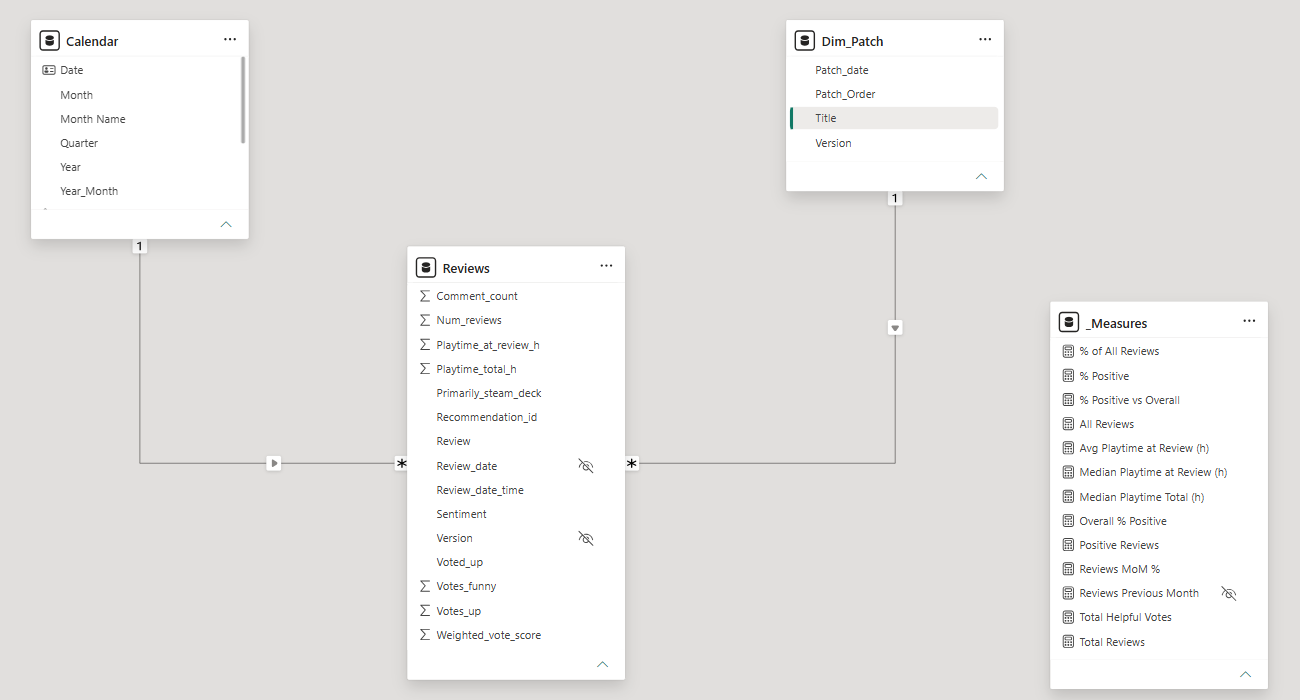 Calendar
Date
Month
Month Name
Quarter
Year
Year_Month
1
Dim_Patch
Patch_date
Patch_Order
Title
Version
1
Reviews
Comment_count
Num_reviews
Playtime_at_review_h
Playtime_total_h
Primarily_steam_deck
Recommendation_id
Review
Review_date
Review_date_time
Sentiment
Version
Voted_up
Votes_funny
Votes_up
Weighted_vote_score
*
*
_Measures
% of All Reviews
% Positive
% Positive vs Overall
All Reviews
Avg Playtime at Review (h)
Median Playtime at Review (h)
Median Playtime Total (h)
Overall % Positive
Positive Reviews
Reviews MoM %
Reviews Previous Month
Total Helpful Votes
Total Reviews